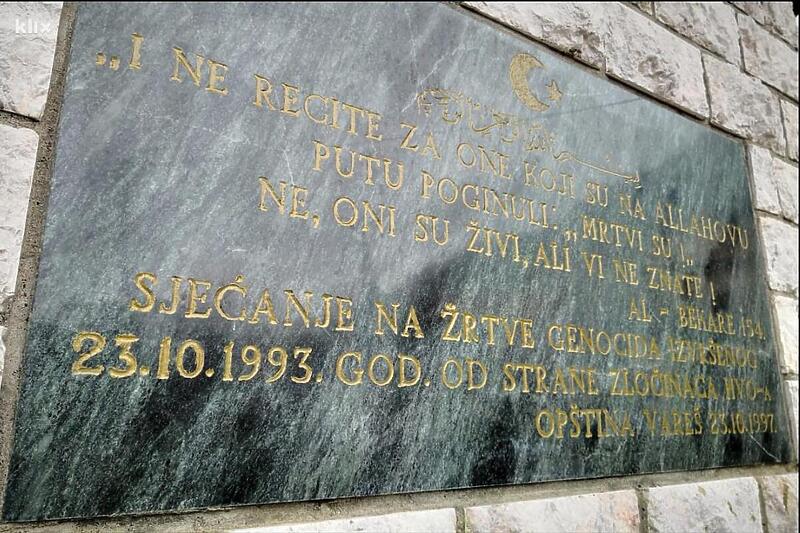 klix
„I NE RECITE ZA ONE KOJI SU NA ALLAHOVU
PUTU POGINULI: „MRTVI SU !„
NE, ONI SU ŽIVI, ALI VI NE ZNATE !
AL - BEKARE 154.
SJEĆANJE NA ŽRTVE GENOCIDA IZVRŠENOG
23.10.1993. GOD. OD STRANE ZLOČINACA HVO-A
OPŠTINA VAREŠ 23.10.1997.